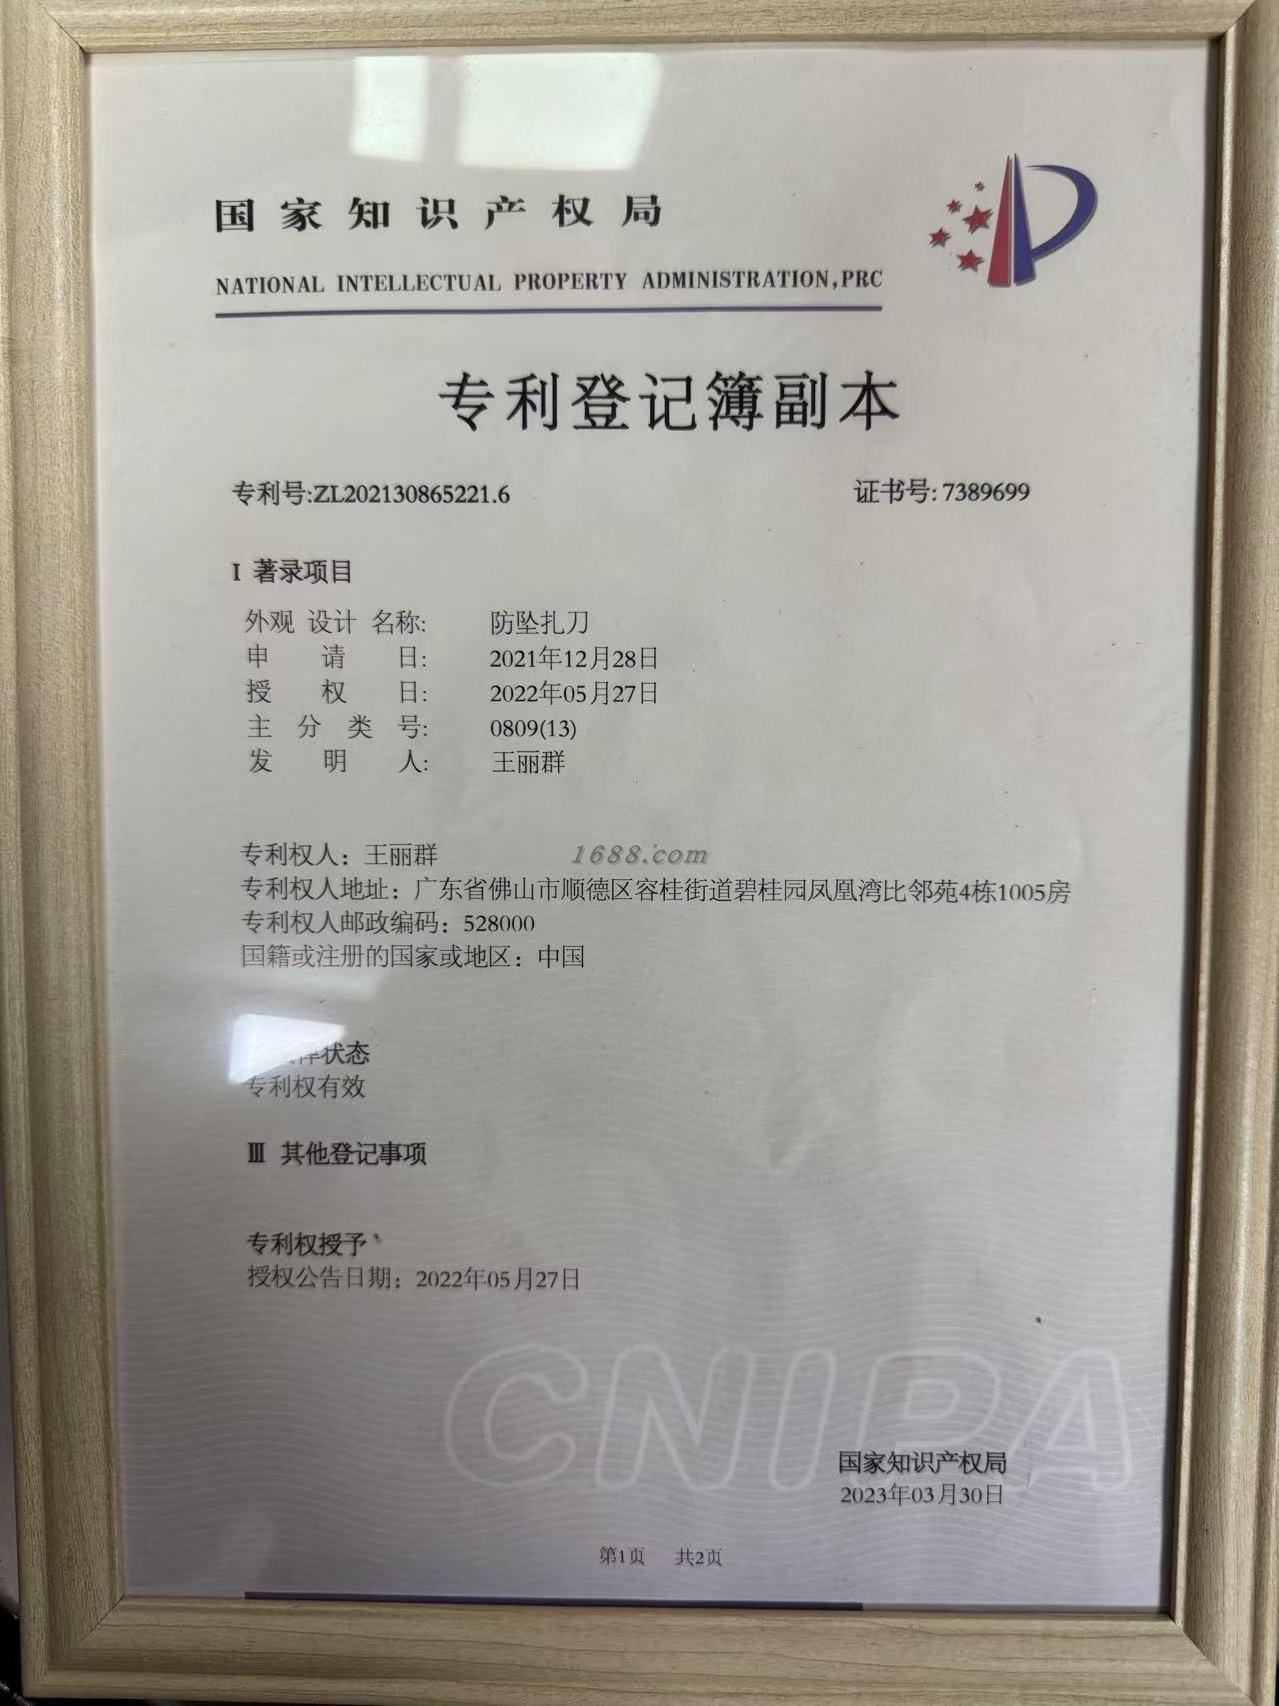 国家知识产权局
NATIONAL INTELLECTUAL PROPERTY ADMINISTRATION,PRC
专利登记簿副本
专利号:ZL202130865221.6 证书号:7389699
I 著录项目
外观 设计 名称: 防坠扎刀
申请日: 2021年12月28日
授权日: 2022年05月27日
主分类号: 0809(13)
发明人: 王丽群
专利权人：王丽群
1688.com
专利权人地址：广东省佛山市顺德区容桂街道碧桂园凤凰湾比邻苑4栋1005房
专利权人邮政编码：528000
国籍或注册的国家或地区：中国
状态
专利权有效
Ⅲ 其他登记事项
专利权授予
授权公告日期：2022年05月27日
CNIPA
国家知识产权局
2023年03月30日
第1页 共2页